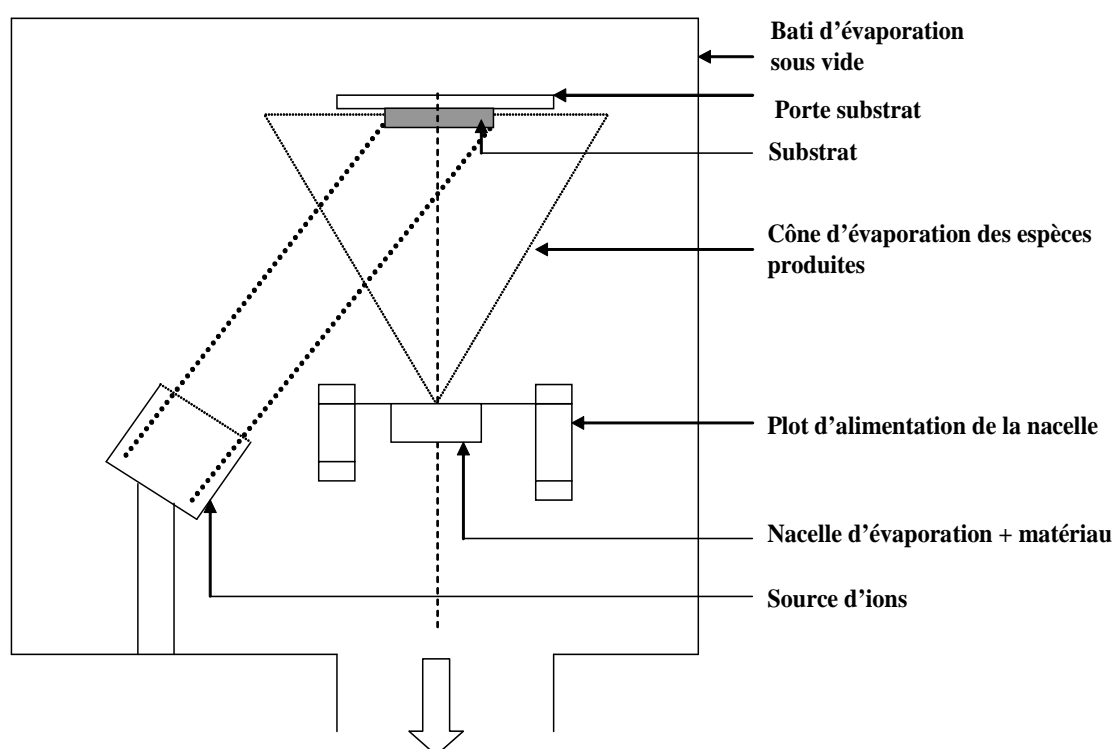 Bati d’évaporation
sous vide
Porte substrat
Substrat
Cône d’évaporation des espèces
produites
Plot d’alimentation de la nacelle
Nacelle d’évaporation + matériau
Source d’ions